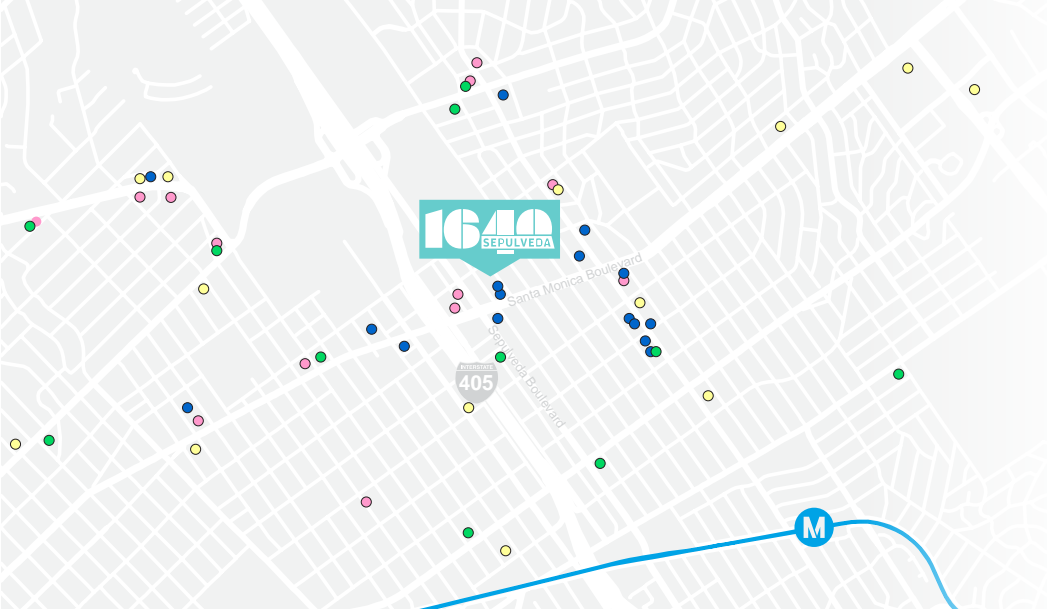 1640
SEPULVEDA
Santa Monica Boulevard
Sepulveda Boulevard
INTERSTATE
405
M